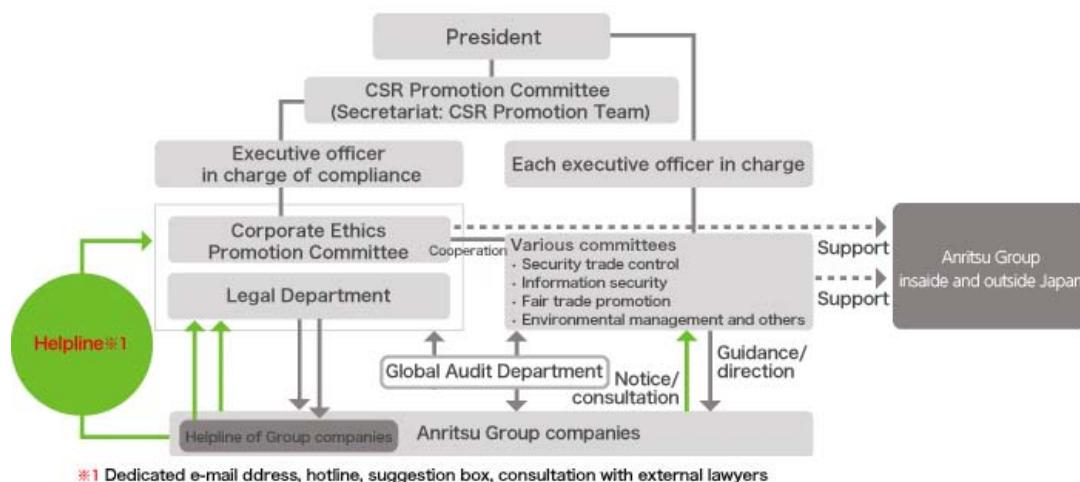 President
CSR Promotion Committee
(Secretariat: CSR Promotion Team)
Executive officer
in charge of compliance
Each executive officer in charge
Corporate Ethics
Promotion Committee
Cooperation
Various committees
・Security trade control
・Information security
・Fair trade promotion
・Environmental management and others
Support
Support
Anritsu Group
insaide and outside Japan
Legal Department
Helpline※1
Global Audit Department
Notice/
consultation
Guidance/
direction
Helpline of Group companies
Anritsu Group companies
※1 Dedicated e-mail ddress, hotline, suggestion box, consultation with external lawyers